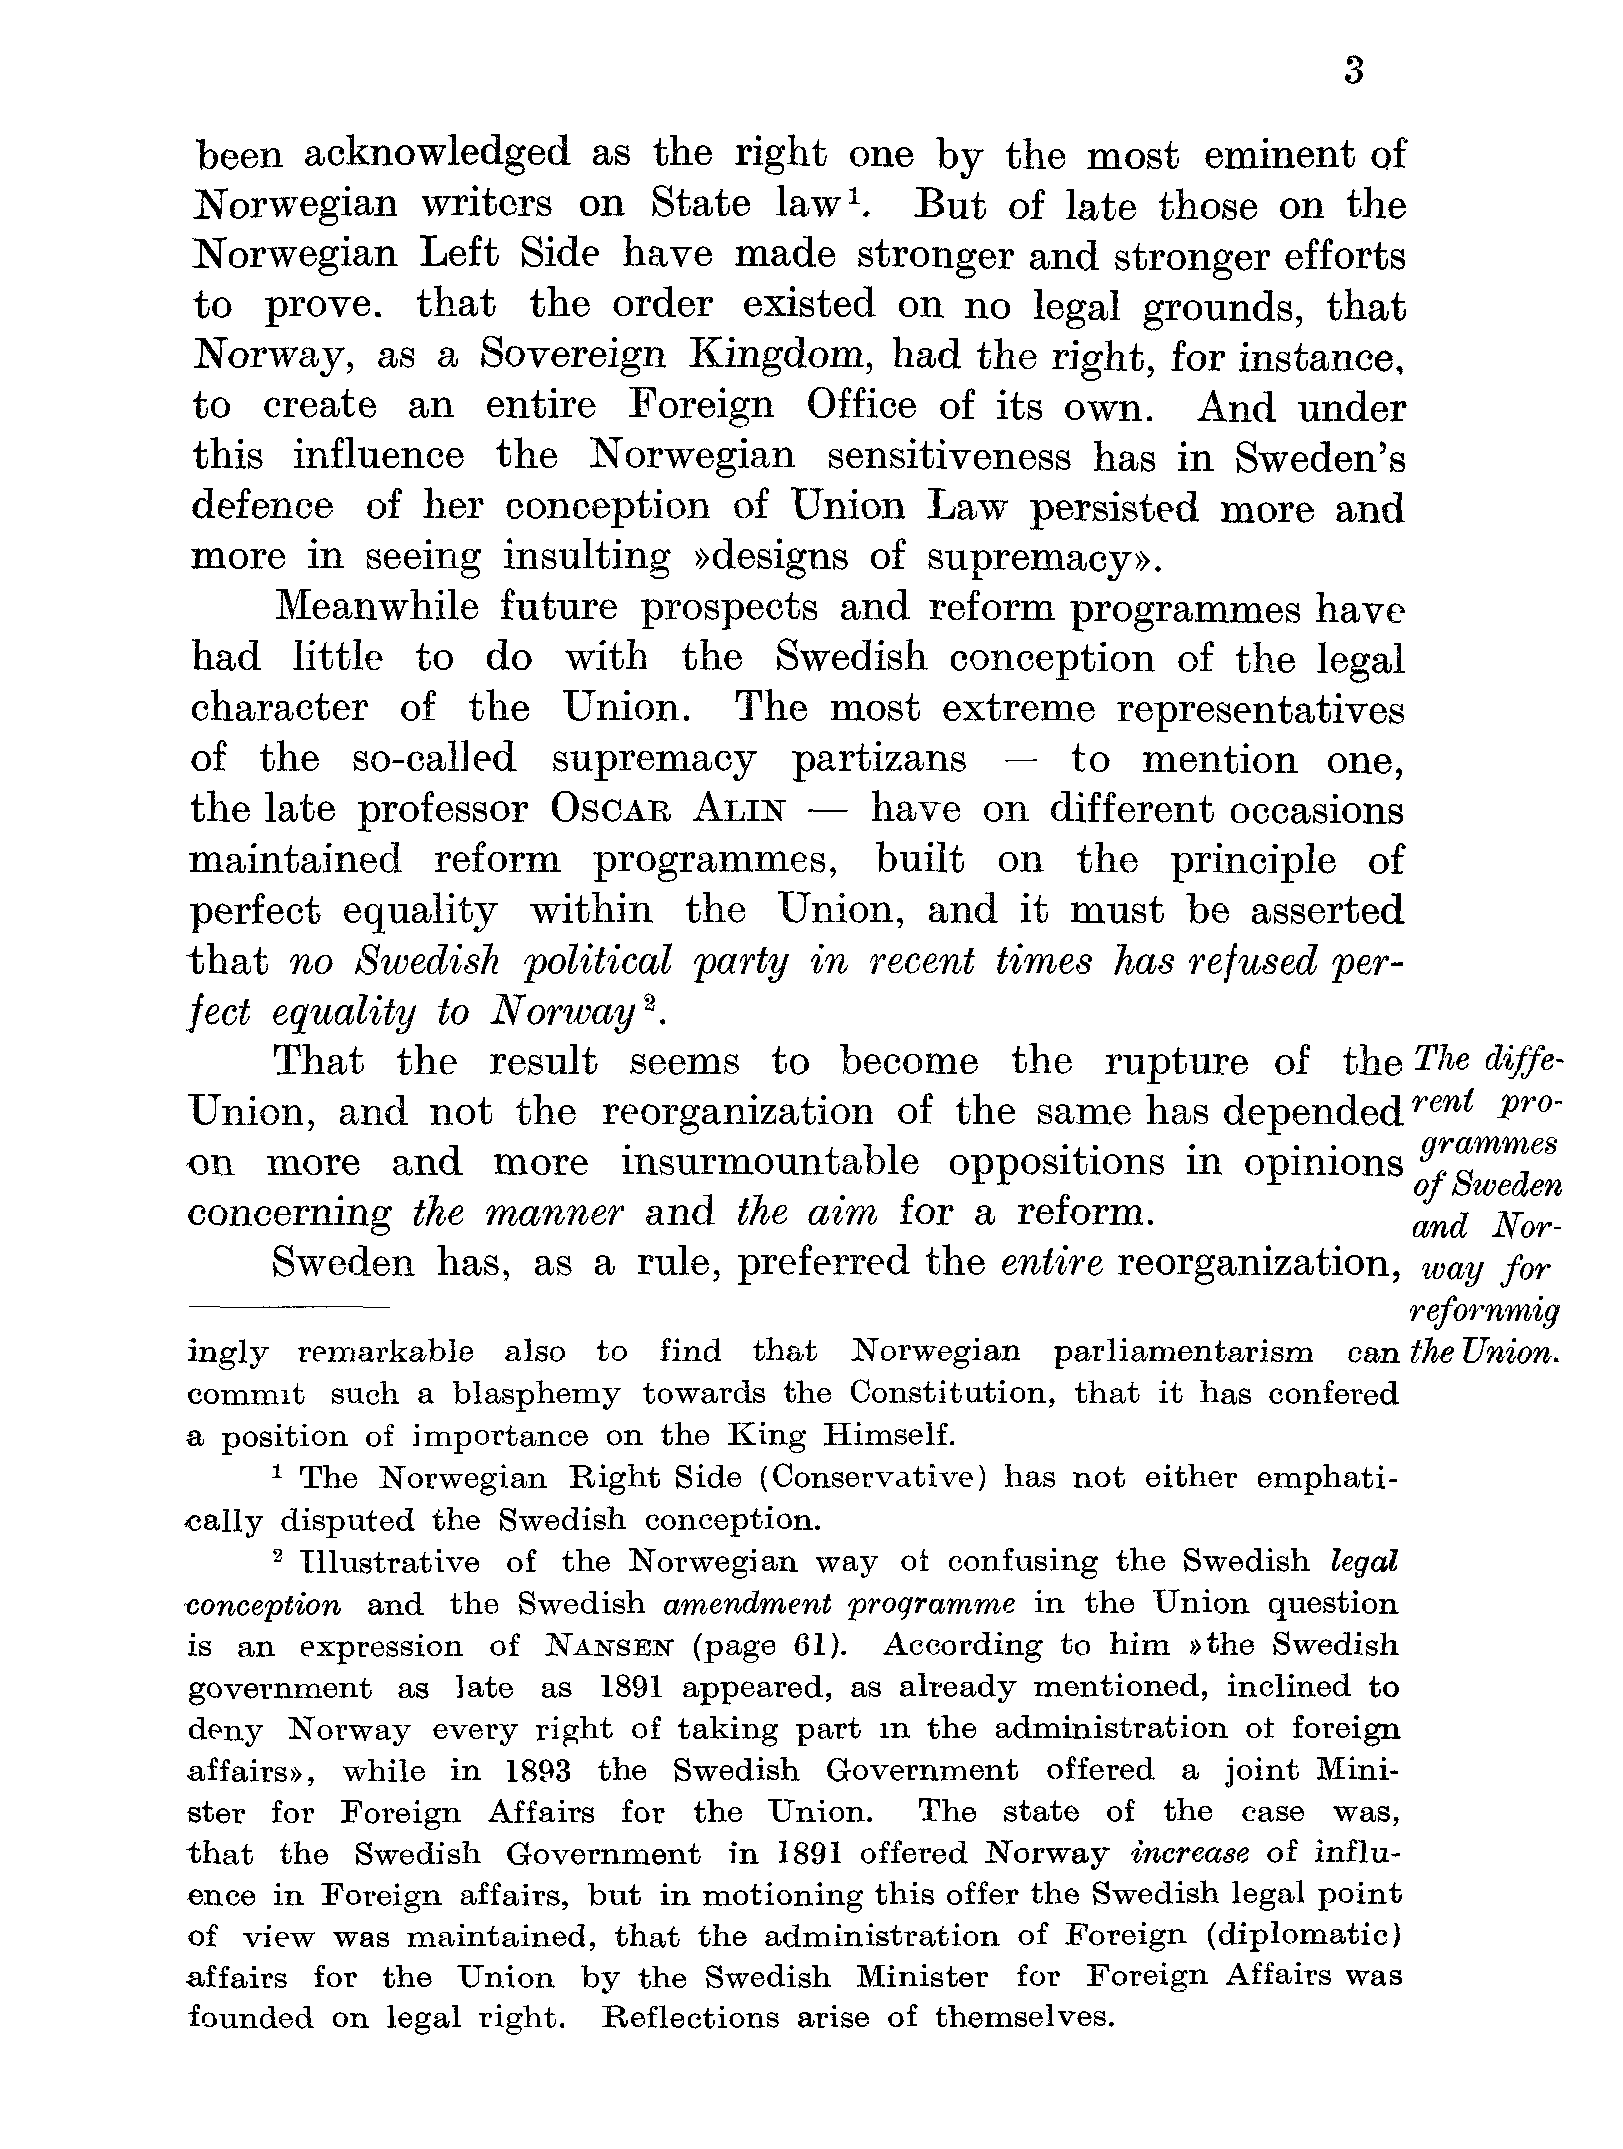 3
been acknowledged as the right one by the most eminent of
Norwegian writers on State law¹. But of late those on the
Norwegian Left Side have made stronger and stronger efforts
to prove. that the order existed on no legal grounds, that
Norway, as a Sovereign Kingdom, had the right, for instance,
to create an entire Foreign Office of its own. And under
this influence the Norwegian sensitiveness has in Sweden's
defence of her conception of Union Law persisted more and
more in seeing insulting »designs of supremacy».
Meanwhile future prospects and reform programmes have
had little to do with the Swedish conception of the legal
character of the Union. The most extreme representatives
of the so-called supremacy partizans — to mention one,
the late professor OSCAR ALIN — have on different occasions
maintained reform programmes, built on the principle of
perfect equality within the Union, and it must be asserted
that no Swedish political party in recent times has refused per-
fect equality to Norway².
That the result seems to become the rupture of the
Union, and not the reorganization of the same has depended
on more and more insurmountable oppositions in opinions
concerning the manner and the aim for a reform.
Sweden has, as a rule, preferred the entire reorganization,
The diffe-
rent pro-
grammes
of Sweden
and Nor-
way for
refornmig
the Union.
ingly remarkable also to find that Norwegian parliamentarism can
commit such a blasphemy towards the Constitution, that it has confered
a position of importance on the King Himself.
¹ The Norwegian Right Side (Conservative) has not either emphati-
cally disputed the Swedish conception.
² Illustrative of the Norwegian way of confusing the Swedish legal
conception and the Swedish amendment programme in the Union question
is an expression of NANSEN (page 61). According to him »the Swedish
government as late as 1891 appeared, as already mentioned, inclined to
deny Norway every right of taking part in the administration of foreign
affairs», while in 1893 the Swedish Government offered a joint Mini-
ster for Foreign Affairs for the Union. The state of the case was,
that the Swedish Government in 1891 offered Norway increase of influ-
ence in Foreign affairs, but in motioning this offer the Swedish legal point
of view was maintained, that the administration of Foreign (diplomatic)
affairs for the Union by the Swedish Minister for Foreign Affairs was
founded on legal right. Reflections arise of themselves.